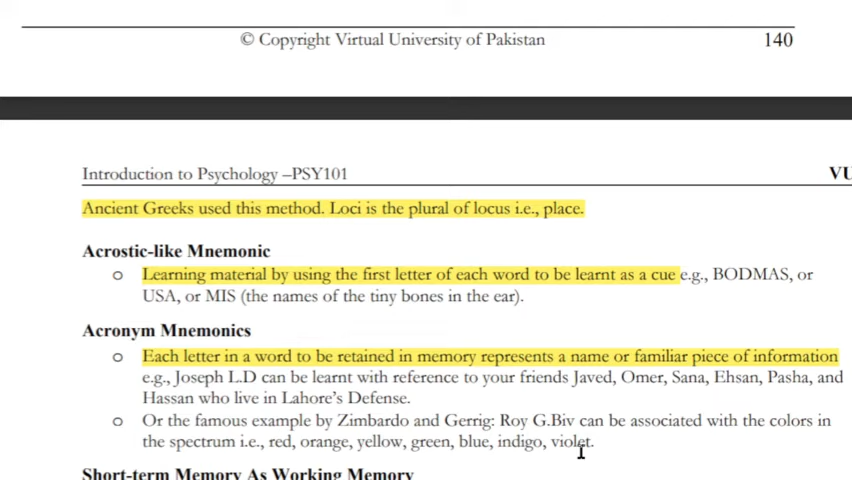 © Copyright Virtual University of Pakistan 140
Introduction to Psychology –PSY101 VU
Ancient Greeks used this method. Loci is the plural of locus i.e., place.
Acrostic-like Mnemonic
o Learning material by using the first letter of each word to be learnt as a cue e.g., BODMAS, or
USA, or MIS (the names of the tiny bones in the ear).
Acronym Mnemonics
o Each letter in a word to be retained in memory represents a name or familiar piece of information
e.g., Joseph L.D can be learnt with reference to your friends Javed, Omer, Sana, Ehsan, Pasha, and
Hassan who live in Lahore's Defense.
o Or the famous example by Zimbardo and Gerrig: Roy G.Biv can be associated with the colors in
the spectrum i.e., red, orange, yellow, green, blue, indigo, violet.
Short-term Memory As Working Memory